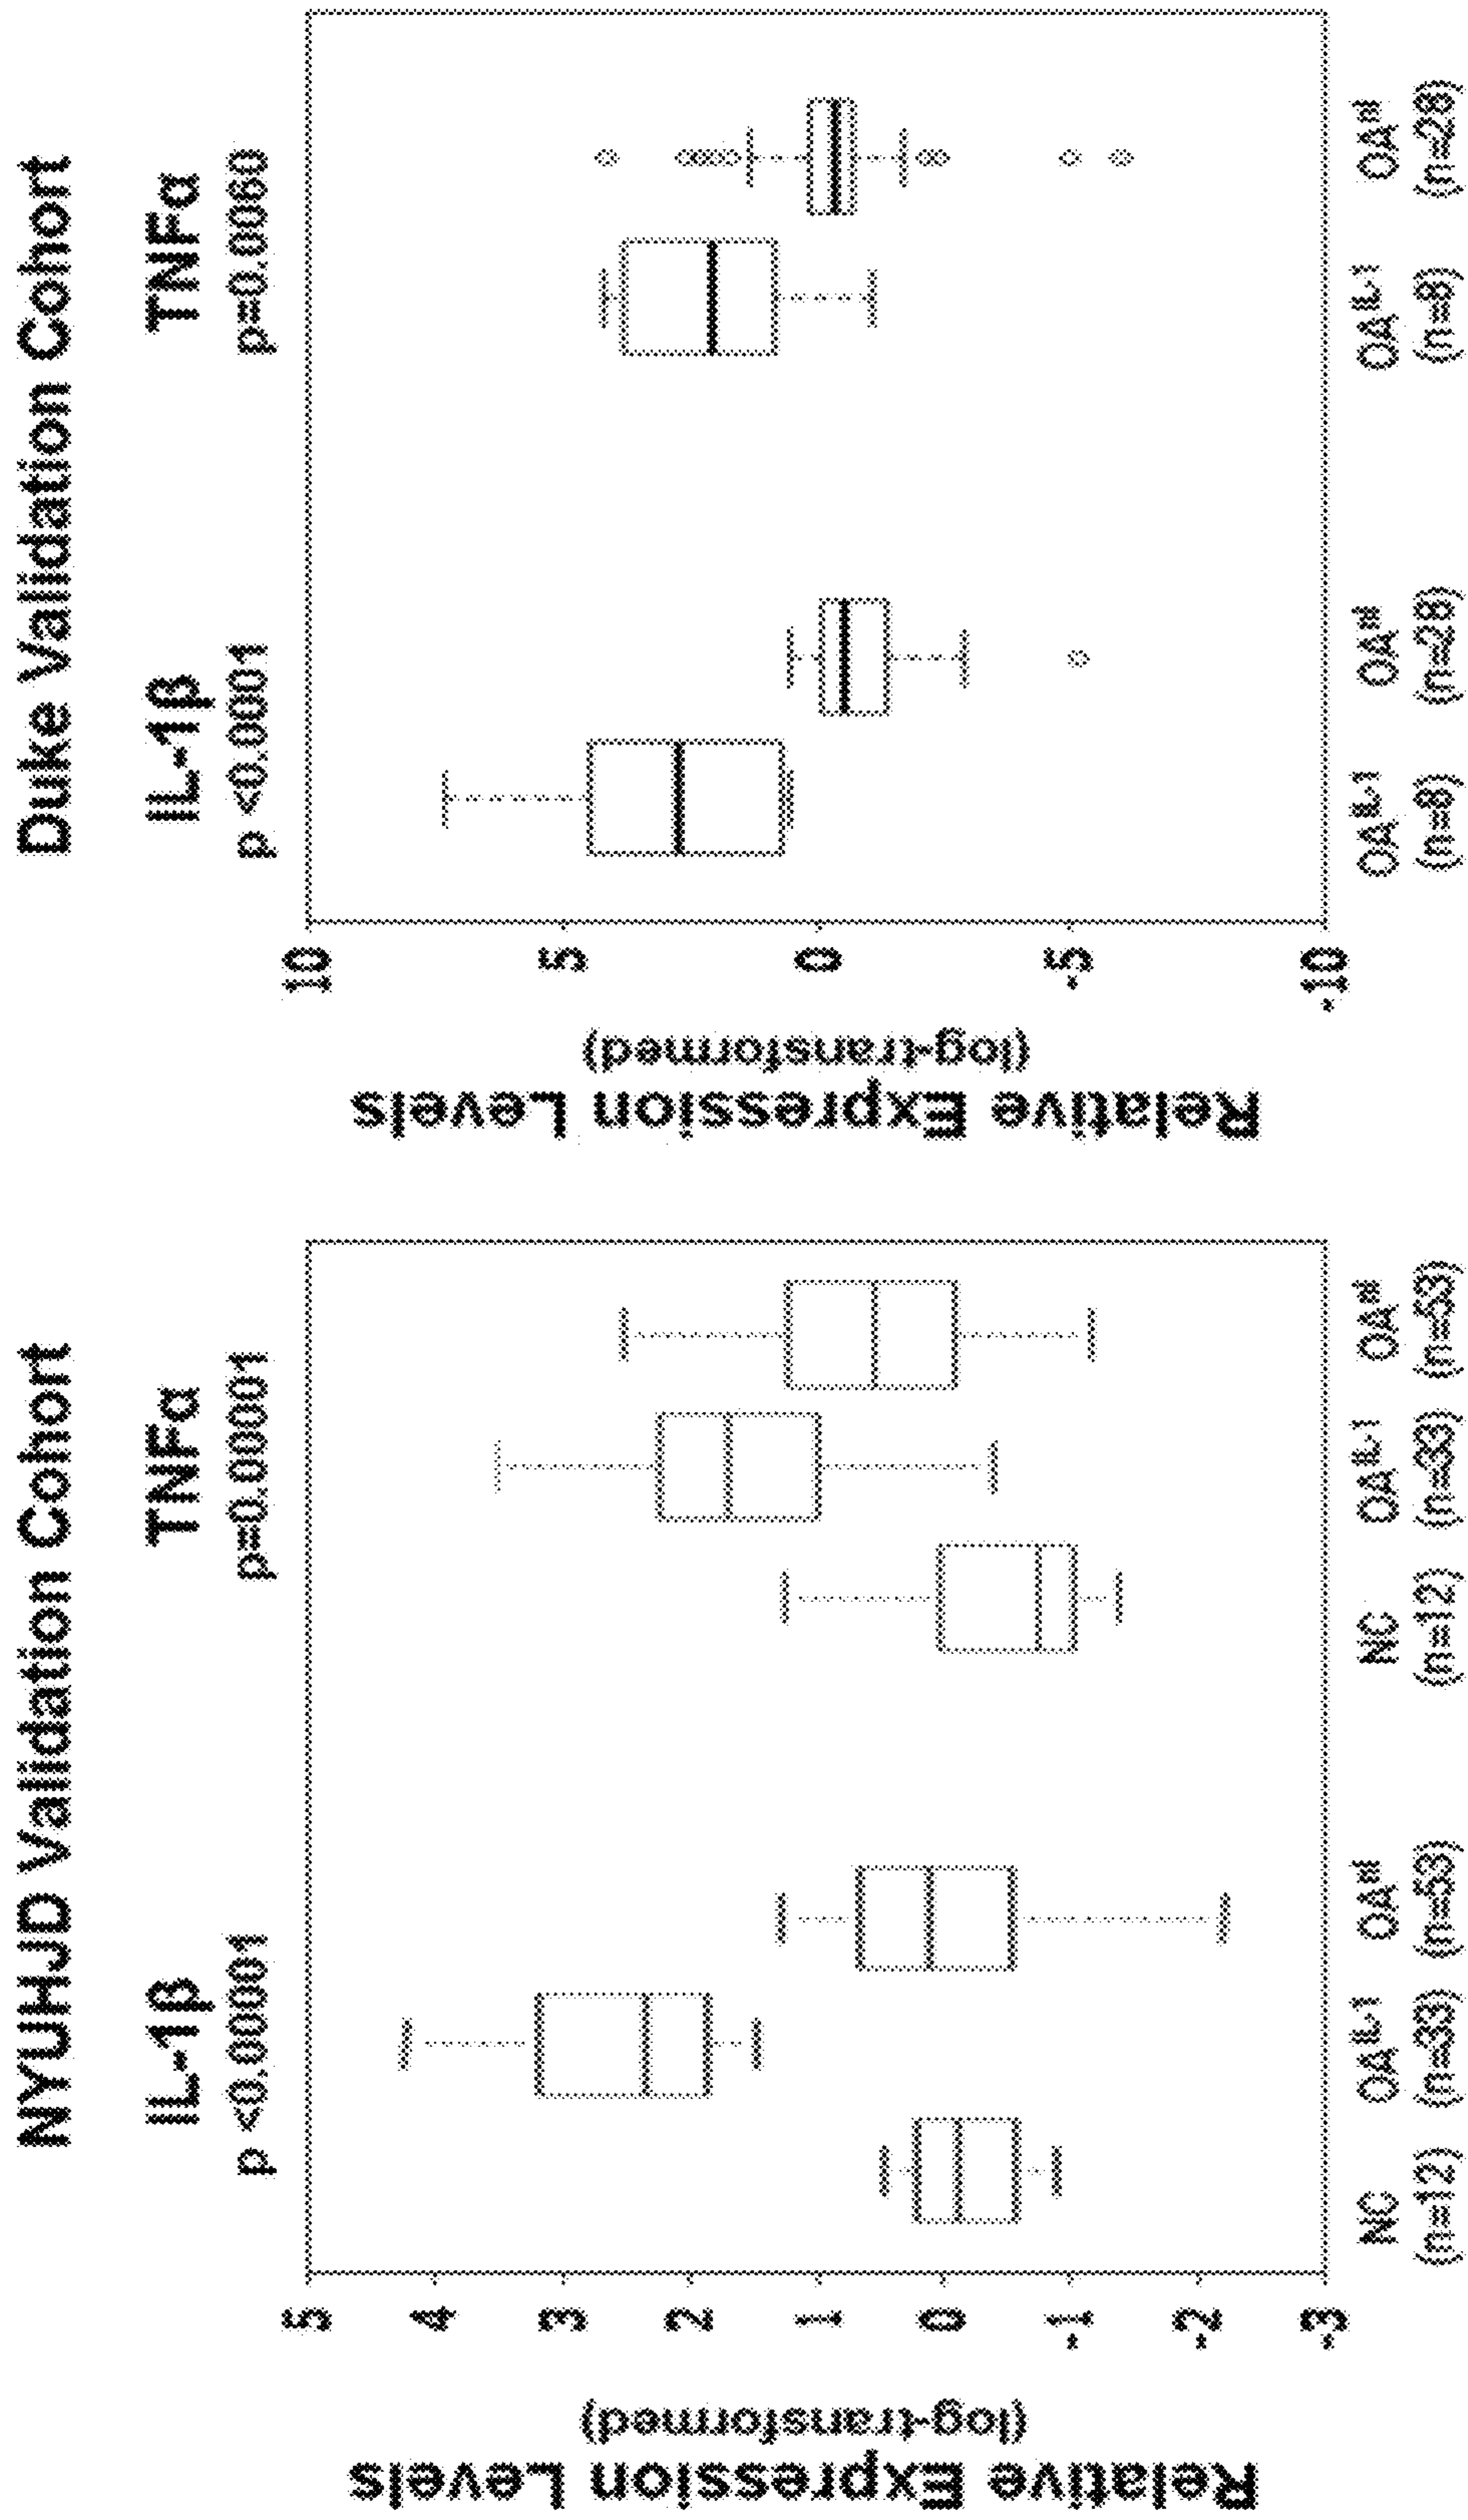 NYUHJD Validation Cohort
IL-1β
p <0.00001
TNFα
p=0.00001
Relative Expression Levels
(log-transformed)
5
4
3
2
1
0
-1
-2
-3
NC OA^IL-1 OA^nl NC OA^IL-1 OA^nl
(n=12) (n=33) (n=53) (n=12) (n=33) (n=53)
Duke Validation Cohort
IL-1β
p <0.0001
TNFα
p=0.0060
Relative Expression Levels
(log-transformed)
10
5
0
-5
-10
OA^IL-1 OA^nl OA^IL-1 OA^nl
(n=8) (n=28) (n=8) (n=28)